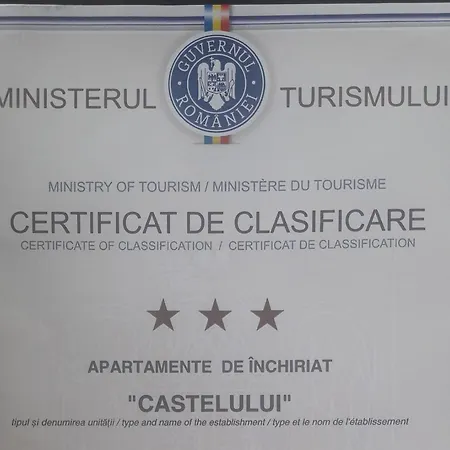 GUVERNUL ROMÂNIEI
MINISTERUL TURISMULUI
MINISTRY OF TOURISM / MINISTÈRE DU TOURISME
CERTIFICAT DE CLASIFICARE
CERTIFICATE OF CLASSIFICATION / CERTIFICAT DE CLASSIFICATION
APARTAMENTE DE ÎNCHIRIAT
"CASTELULUI"
tipul și denumirea unității / type and name of the establishment / type et le nom de l'établissement